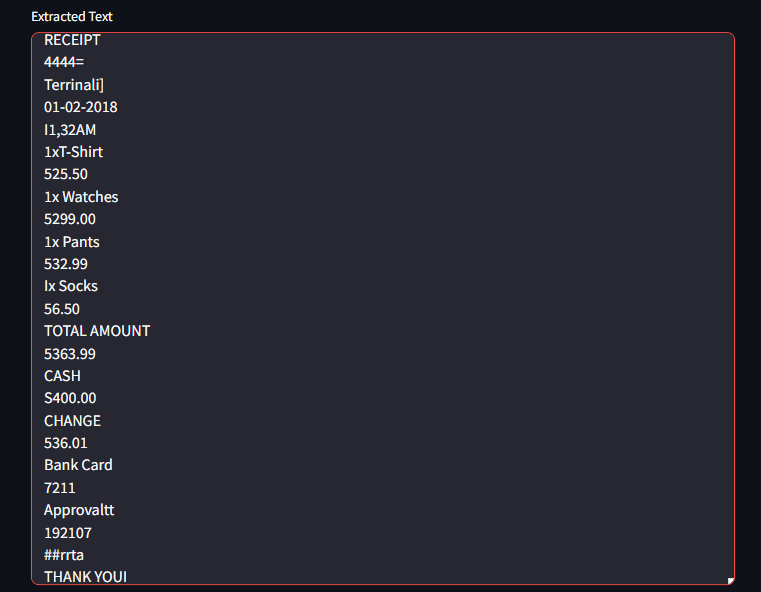 Extracted Text
RECEIPT
4444=
Terrinali]
01-02-2018
I1,32AM
1xT-Shirt
525.50
1x Watches
5299.00
1x Pants
532.99
Ix Socks
56.50
TOTAL AMOUNT
5363.99
CASH
S400.00
CHANGE
536.01
Bank Card
7211
Approvaltt
192107
##rrta
THANK YOUI